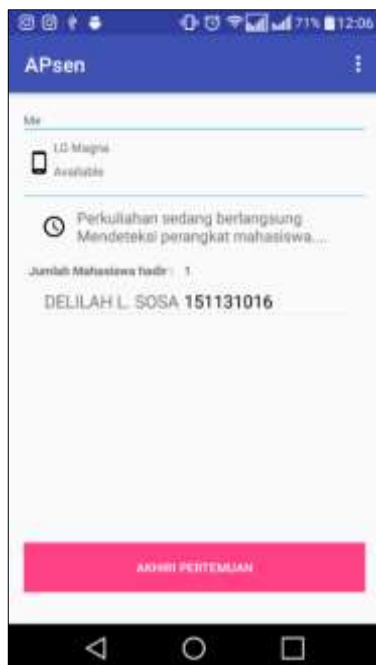 71% 12:06
APsen
Me
LG Magna
Available
Perkuliahan sedang berlangsung
Mendeteksi perangkat mahasiswa....
Jumlah Mahasiswa hadir : 1
DELILAH L. SOSA 151131016
AKHIRI PERTEMUAN